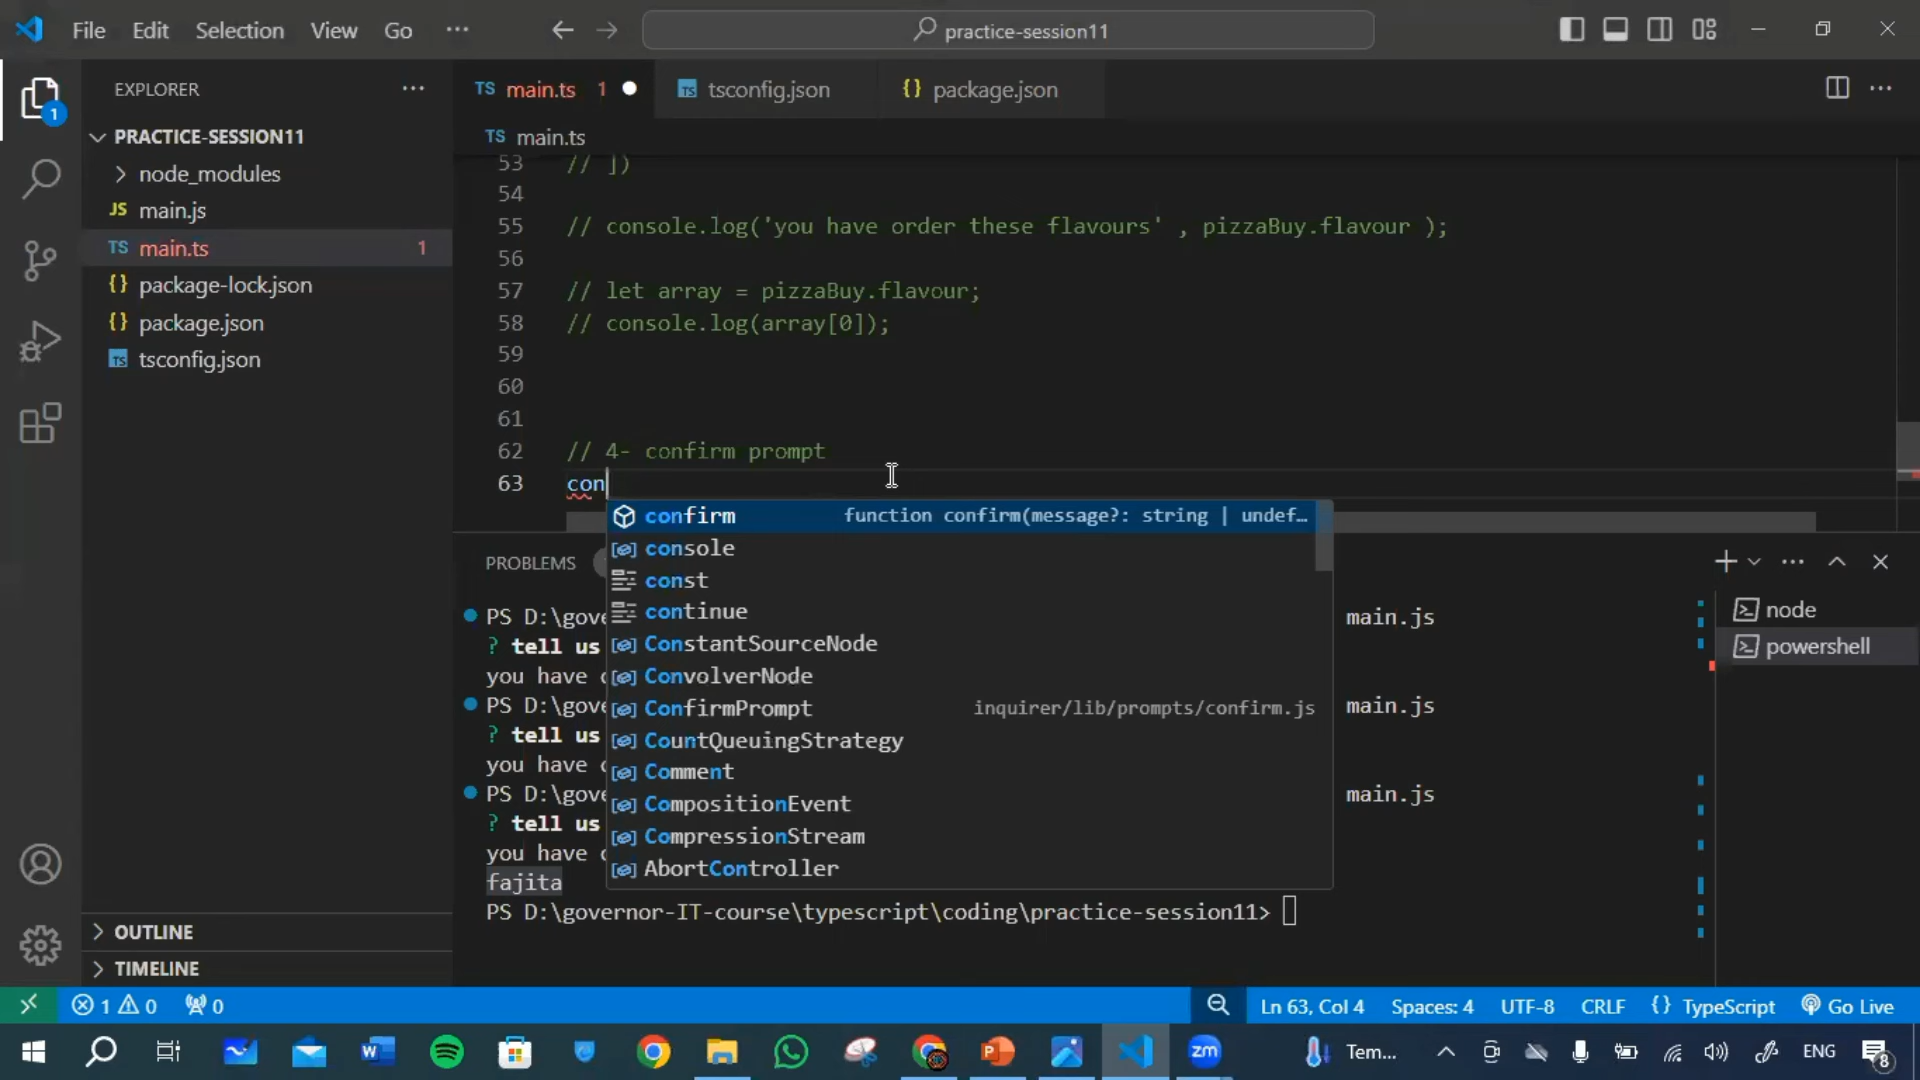 File Edit Selection View Go ··· practice-session11
EXPLORER ···
PRACTICE-SESSION11
node_modules
JS main.js
TS main.ts 1
{} package-lock.json
{} package.json
TS tsconfig.json
OUTLINE
TIMELINE
1
TS main.ts 1
TS tsconfig.json
{} package.json
TS main.ts
53 // ])
54
55 // console.log('you have order these flavours' , pizzaBuy.flavour );
56
57 // let array = pizzaBuy.flavour;
58 // console.log(array[0]);
59
60
61
62 // 4- confirm prompt
63 con
confirm function confirm(message?: string | undef…
console
const
continue
ConstantSourceNode
ConvolverNode
ConfirmPrompt inquirer/lib/prompts/confirm.js
CountQueuingStrategy
Comment
CompositionEvent
CompressionStream
AbortController
PROBLEMS
PS D:\gove main.js
? tell us
you have
PS D:\gove main.js
? tell us
you have
PS D:\gove main.js
? tell us
you have
fajita
PS D:\governor-IT-course\typescript\coding\practice-session11>
node
powershell
1 0 0
Ln 63, Col 4 Spaces: 4 UTF-8 CRLF {} TypeScript Go Live
zm
Tem...
ENG
8